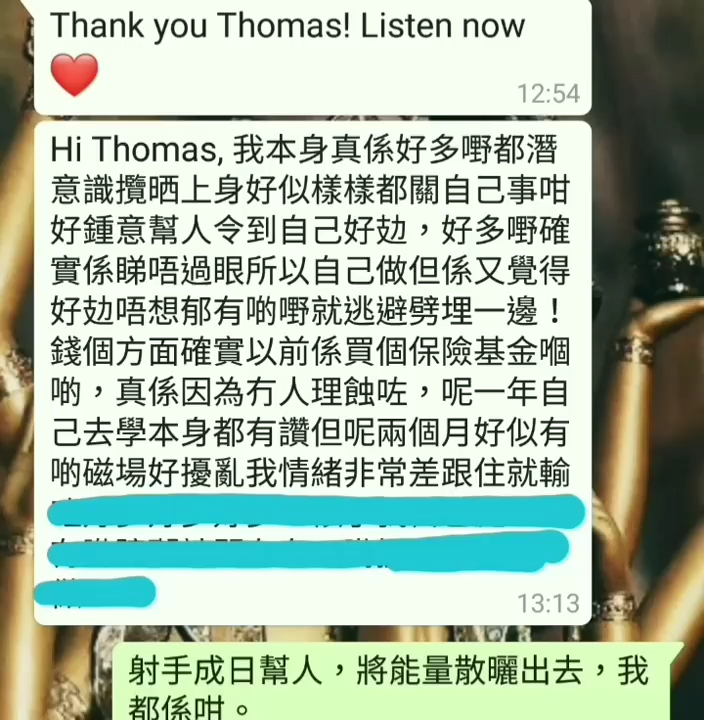 Thank you Thomas! Listen now
❤️
12:54
Hi Thomas, 我本身真係好多嘢都潛
意識攬晒上身好似樣樣都關自己事咁
好鍾意幫人令到自己好攰，好多嘢確
實係睇唔過眼所以自己做但係又覺得
好攰唔想郁有啲嘢就逃避劈埋一邊！
錢個方面確實以前係買個保險基金嗰
啲，真係因為冇人理蝕咗，呢一年自
己去學本身都有讚但呢兩個月好似有
啲磁場好擾亂我情緒非常差跟住就輸
13:13
射手成日幫人，將能量散曬出去，我
都係咁。